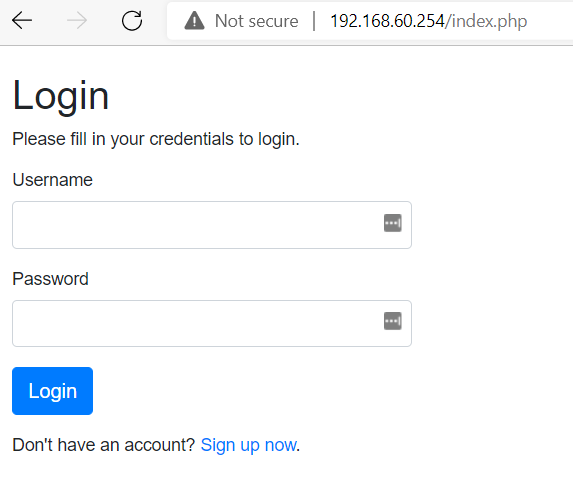 Not secure | 192.168.60.254/index.php
Login
Please fill in your credentials to login.
Username
Password
Login
Don't have an account? Sign up now.